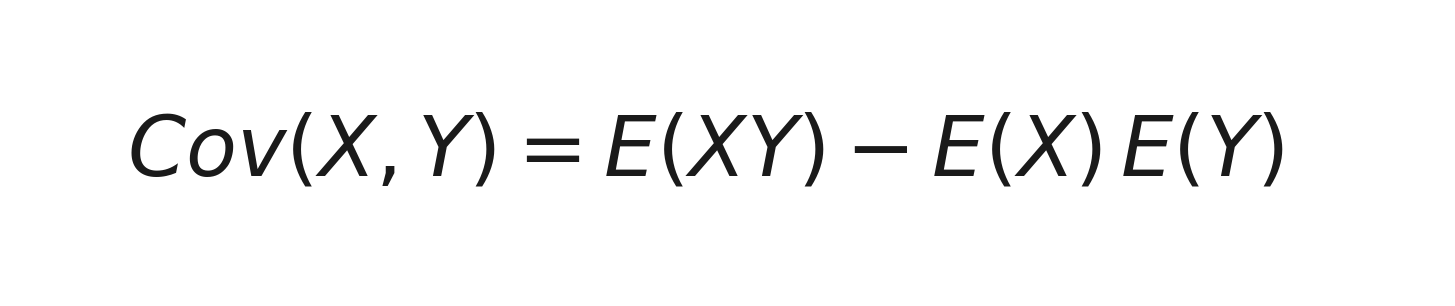 Cov(X, Y) = E(XY) − E(X) E(Y)